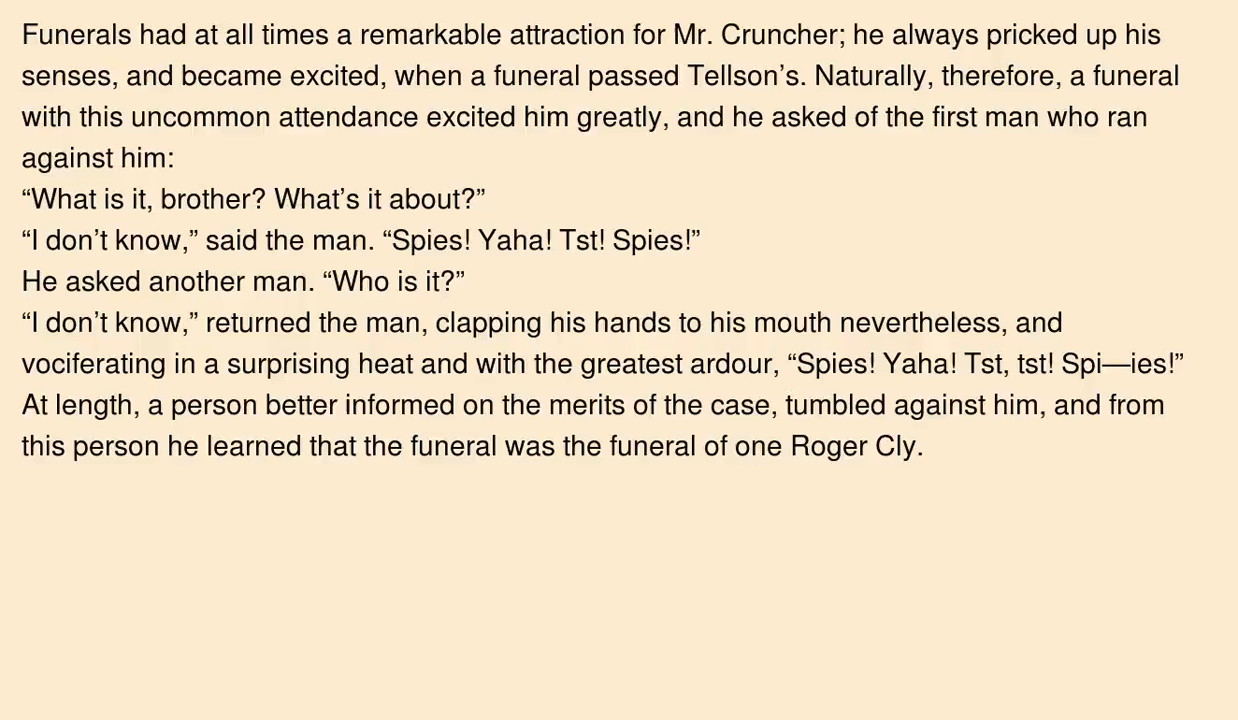 Funerals had at all times a remarkable attraction for Mr. Cruncher; he always pricked up his
senses, and became excited, when a funeral passed Tellson’s. Naturally, therefore, a funeral
with this uncommon attendance excited him greatly, and he asked of the first man who ran
against him:
“What is it, brother? What’s it about?”
“I don’t know,” said the man. “Spies! Yaha! Tst! Spies!”
He asked another man. “Who is it?”
“I don’t know,” returned the man, clapping his hands to his mouth nevertheless, and
vociferating in a surprising heat and with the greatest ardour, “Spies! Yaha! Tst, tst! Spi—ies!”
At length, a person better informed on the merits of the case, tumbled against him, and from
this person he learned that the funeral was the funeral of one Roger Cly.